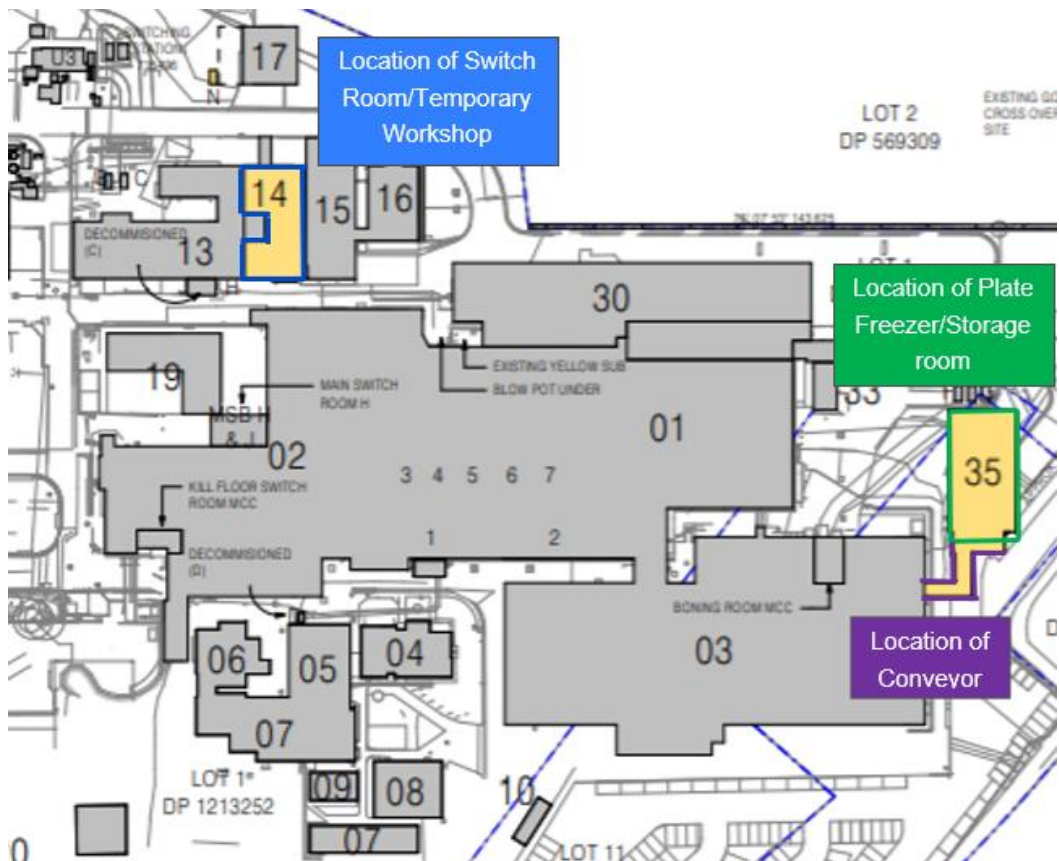 SWITCHING
STATION
U3
17
N
Location of Switch
Room/Temporary
Workshop
LOT 2
DP 569309
EXISTING
CROSS OVER
SITE
C
14
15
16
DECOMMISIONED
(C)
13
H
LOT 1
30
Location of Plate
Freezer/Storage
room
EXISTING YELLOW SUB
BLOW POT UNDER
19
MAIN SWITCH
ROOM H
MSB H
& J
33
01
02
35
3 4 5 6 7
KILL FLOOR SWITCH
ROOM MCC
1
2
DECOMMISIONED
(D)
BONING ROOM MCC
06
05
04
03
Location of
Conveyor
07
LOT 1
DP 1213252
09
08
10
07
LOT 11